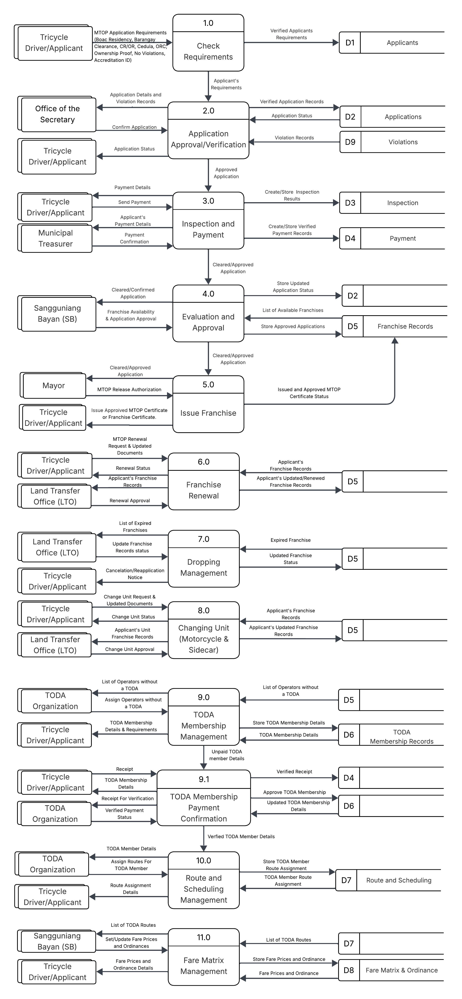 1.0
Check
Requirements
Tricycle
Driver/Applicant
MTOP Application Requirements
(Boac Residency, Barangay
Clearance, CR/OR, Cedula, ORC,
Ownership Proof, No Violations,
Accreditation ID)
Verified Applicants
Requirements
D1
Applicants
Applicant's
Requirements
Office of the
Secretary
Application Details and
Violation Records
Confirm Application
Tricycle
Driver/Applicant
Application Status
2.0
Application
Approval/Verification
Verified Application Records
Application Status
D2
Applications
Violation Records
D9
Violations
Approved
Application
Tricycle
Driver/Applicant
Payment Details
Send Payment
Municipal
Treasurer
Applicant's
Payment Details
Payment
Confirmation
3.0
Inspection and
Payment
Create/Store Inspection
Results
D3
Inspection
Create/Store Verified
Payment Records
D4
Payment
Cleared/Approved
Application
Sangguniang
Bayan (SB)
Cleared/Confirmed
Application
Franchise Availability
& Application Approval
4.0
Evaluation and
Approval
Store Updated
Application Status
D2
List of Available Franchises
Store Approved Applications
D5
Franchise Records
Cleared/Approved
Application
Mayor
Cleared/Approved
Application
MTOP Release Authorization
Tricycle
Driver/Applicant
Issue Approived MTOP Certificate
or Franchise Certificate.
5.0
Issue Franchise
Issued and Approved MTOP
Certificate Status
Tricycle
Driver/Applicant
MTOP Renewal
Request & Updated
Documents
Renewal Status
Land Transfer
Office (LTO)
Applicant's Franchise
Records
Renewal Approval
6.0
Franchise
Renewal
Applicant's
Franchise Records
Applicant's Updated/Renewed
Franchise Records
D5
Land Transfer
Office (LTO)
List of Expired
Franchises
Update Franchise
Records status
Tricycle
Driver/Applicant
Cancelation/Reapplication
Notice
7.0
Dropping
Management
Expired Franchise
Updated Franchise
Status
D5
Tricycle
Driver/Applicant
Change Unit Request &
Updated Documents
Change Unit Status
Land Transfer
Office (LTO)
Applicant's Unit
Franchise Records
Change Unit Approval
8.0
Changing Unit
(Motorcycle &
Sidecar)
Applicant's Franchise
Records
Applicant's Updated Franchise
Records
D5
TODA
Organization
List of Operators without
a TODA
Assign Operators without
a TODA
Tricycle
Driver/Applicant
TODA Membership
Details & Requirements
9.0
TODA
Membership
Management
List of Operators without
a TODA
D5
Store TODA Membership Details
TODA Membership Details
D6
TODA
Membership Records
Unpaid TODA
member Details
Tricycle
Driver/Applicant
Receipt
TODA Membership
Details
TODA
Organization
Receipt For Verification
Verified Payment
Status
9.1
TODA Membership
Payment
Confirmation
Verified Receipt
D4
Approve TODA Membership
Updated TODA Membership
Details
D6
Verfied TODA Member Details
TODA
Organization
TODA Member Details
Assign Routes For
TODA Member
Tricycle
Driver/Applicant
Route Assignment
Details
10.0
Route and
Scheduling
Management
Store TODA Member
Route Assignment
TODA Member Route
Assignment
D7
Route and Scheduling
Sangguniang
Bayan (SB)
List of TODA Routes
Set/Update Fare Prices
and Ordinances
Tricycle
Driver/Applicant
Fare Prices and
Ordinance Details
11.0
Fare Matrix
Management
List of TODA Routes
D7
Store Fare Prices and Ordinance
Fare Prices and Ordinance
D8
Fare Matrix & Ordinance